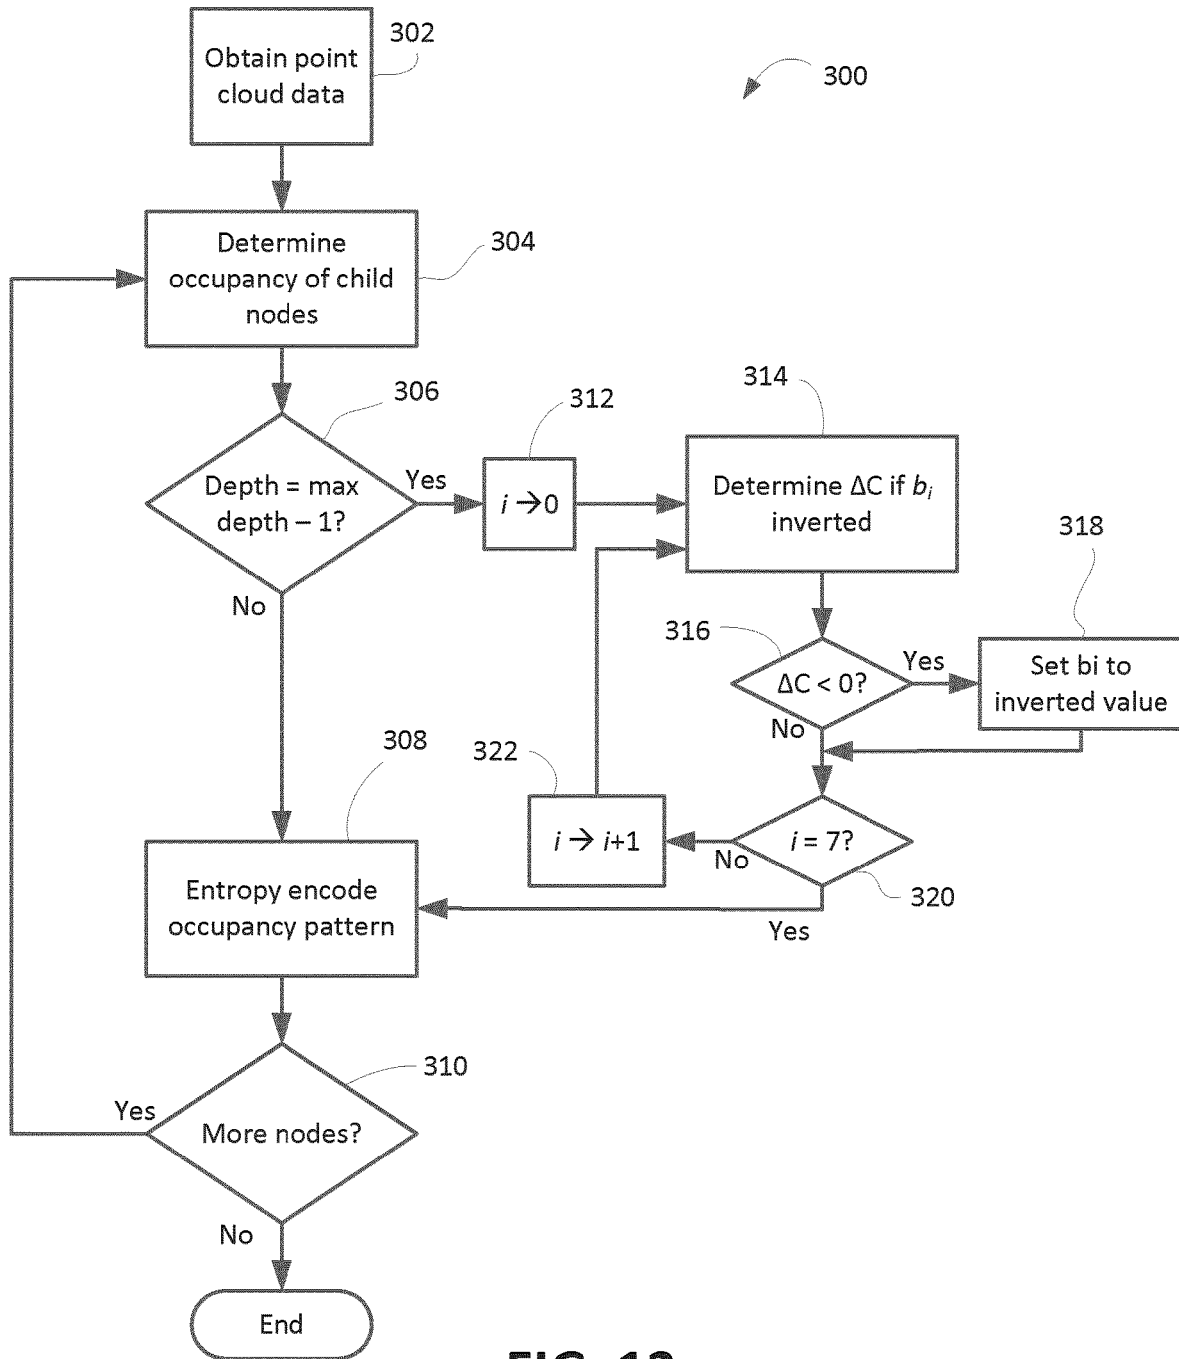 302
Obtain point
cloud data
300
Determine
occupancy of child
nodes
304
306
Depth = max
depth – 1?
Yes
No
312
i →0
314
Determine ΔC if bi
inverted
316
ΔC < 0?
Yes
No
318
Set bi to
inverted value
322
i → i+1
i = 7?
No
Yes
320
308
Entropy encode
occupancy pattern
310
More nodes?
Yes
No
End